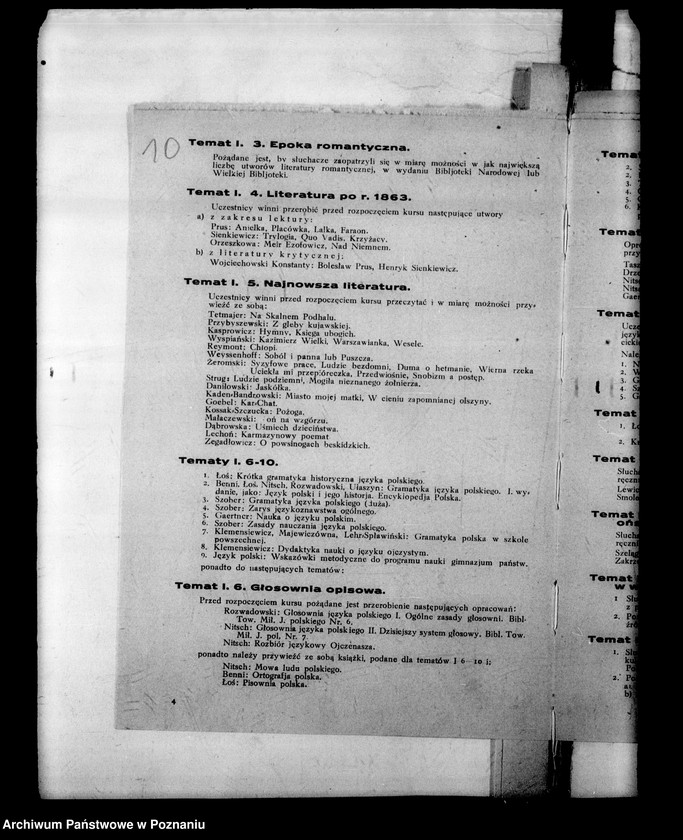 10
Temat I. 3. Epoka romantyczna.
Pożądane jest, by słuchacze zaopatrzyli się w miarę możności w jak największą
liczbę utworów literatury romantycznej, w wydaniu Bibljoteki Narodowej lub
Wielkiej Bibljoteki.
Temat I. 4. Literatura po r. 1863.
Uczestnicy winni przerobić przed rozpoczęciem kursu następujące utwory
a) z zakresu lektury:
Prus: Anielka, Placówka, Lalka, Faraon.
Sienkiewicz: Trylogja, Quo Vadis, Krzyżacy.
Orzeszkowa: Meir Ezofowicz, Nad Niemnem.
b) z literatury krytycznej:
Wojciechowski Konstanty: Bolesław Prus, Henryk Sienkiewicz.
Temat I. 5. Najnowsza literatura.
Uczestnicy winni przed rozpoczęciem kursu przeczytać i w miarę możności przy-
wieźć ze sobą:
Tetmajer: Na Skalnem Podhalu.
Przybyszewski: Z gleby kujawskiej.
Kasprowicz: Hymny, Księga ubogich.
Wyspiański: Kazimierz Wielki, Warszawianka, Wesele.
Reymont: Chłopi.
Weyssenhoff: Soból i panna lub Puszcza.
Żeromski: Syzyfowe prace, Ludzie bezdomni, Duma o hetmanie, Wierna rzeka
Uciekła mi przepióreczka, Przedwiośnie, Snobizm a postęp.
Strug: Ludzie podziemni, Mogiła nieznanego żołnierza.
Daniłowski: Jaskółka.
Kaden-Bandrowski: Miasto mojej matki, W cieniu zapomnianej olszyny.
Goebel: Kar-Chat.
Kossak-Szczucka: Pożoga.
Małaczewski: oń na wzgórzu.
Dąbrowska: Uśmiech dzieciństwa.
Lechoń: Karmazynowy poemat
Zegadłowicz: O powsinogach beskidzkich.
Tematy I. 6-10.
1. Łoś: Krótka gramatyka historyczna języka polskiego.
2. Benni, Łoś, Nitsch, Rozwadowski, Ułaszyn: Gramatyka języka polskiego. I. wy-
danie, jako: Język polski i jego historja. Encyklopedja Polska.
3. Szober: Gramatyka języka polskiego (duża).
4. Szober: Zarys językoznawstwa ogólnego.
5. Gaertner: Nauka o języku polskim.
6. Szober: Zasady nauczania języka polskiego.
7. Klemensiewicz, Majewiczówna, Lehr-Spławiński: Gramatyka polska w szkole
powszechnej.
8. Klemensiewicz: Dydaktyka nauki o języku ojczystym.
9. Język polski: Wskazówki metodyczne do programu nauki gimnazjum państw.
ponadto do następujących tematów:
Temat I. 6. Głosownia opisowa.
Przed rozpoczęciem kursu pożądane jest przerobienie następujących opracowań:
Rozwadowski: Głosownia języka polskiego I. Ogólne zasady głosowni. Bibl.
Tow. Mił. J. polskiego Nr. 6.
Nitsch: Głosownia języka polskiego II. Dzisiejszy system głosowy. Bibl. Tow.
Mił. J. pol. Nr. 7.
Nitsch: Rozbiór językowy Ojczenasza.
ponadto należy przywieźć ze sobą książki, podane dla tematów I 6—10 i:
Nitsch: Mowa ludu polskiego.
Benni: Ortografja polska.
Łoś: Pisownia polska.
4
Archiwum Państwowe w Poznaniu